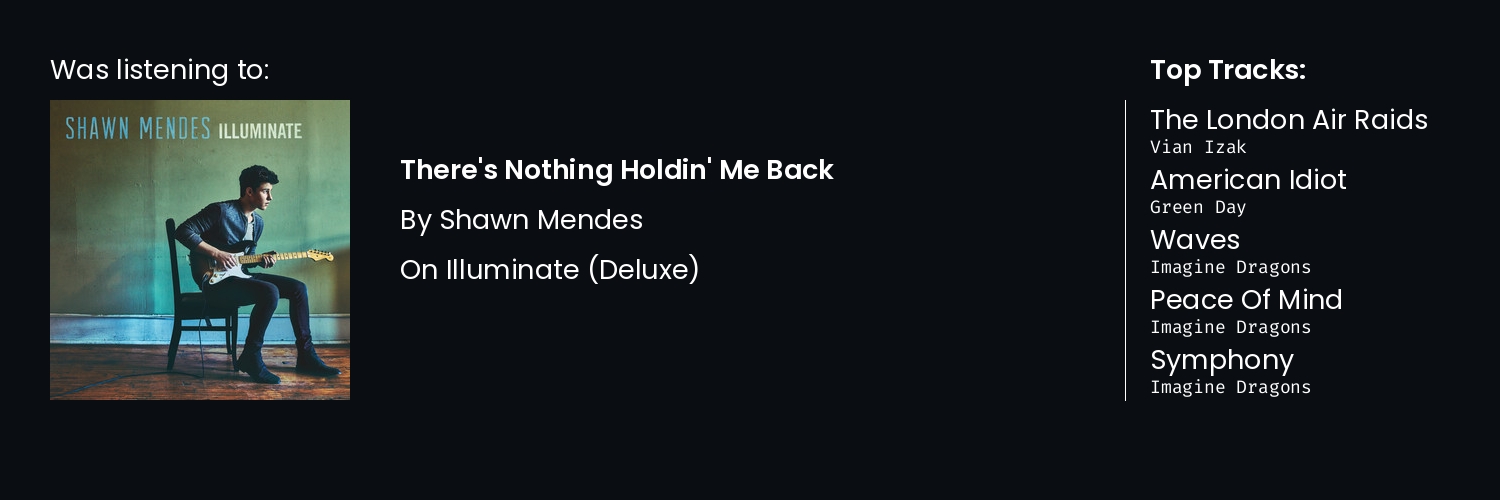 Was listening to:
SHAWN MENDES ILLUMINATE
There's Nothing Holdin' Me Back
By Shawn Mendes
On Illuminate (Deluxe)
Top Tracks:
The London Air Raids
Vian Izak
American Idiot
Green Day
Waves
Imagine Dragons
Peace Of Mind
Imagine Dragons
Symphony
Imagine Dragons